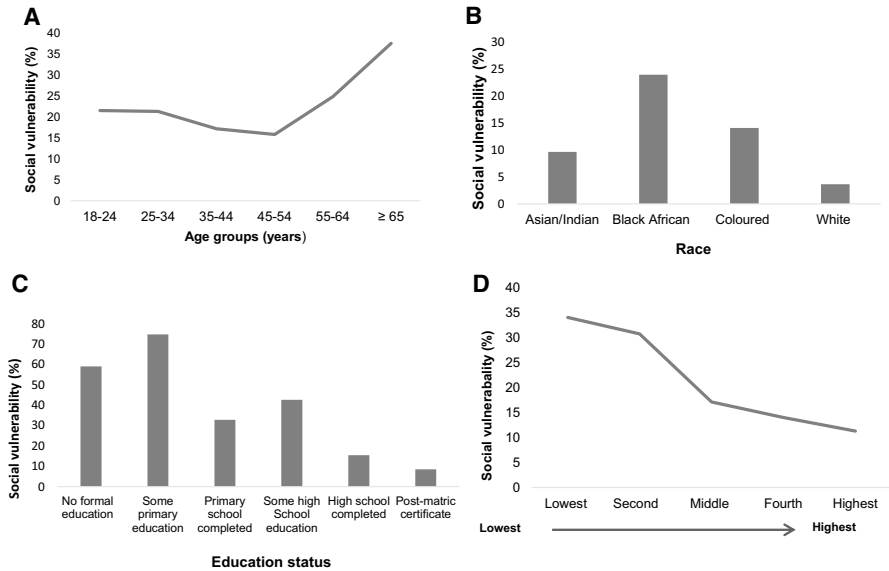 A
Social vulnerability (%)
40
35
30
25
20
15
10
5
0
18-24 25-34 35-44 45-54 55-64 ≥ 65
Age groups (years)
B
Social vulnerability (%)
30
25
20
15
10
5
0
Asian/Indian Black African Coloured White
Race
C
Social vulnerability (%)
80
70
60
50
40
30
20
10
0
No formal Some Primary Some high High school Post-matric
education primary school School completed certificate
education completed education
Education status
D
Social vulnerabality (%)
40
35
30
25
20
15
10
5
0
Lowest Second Middle Fourth Highest
Lowest Highest